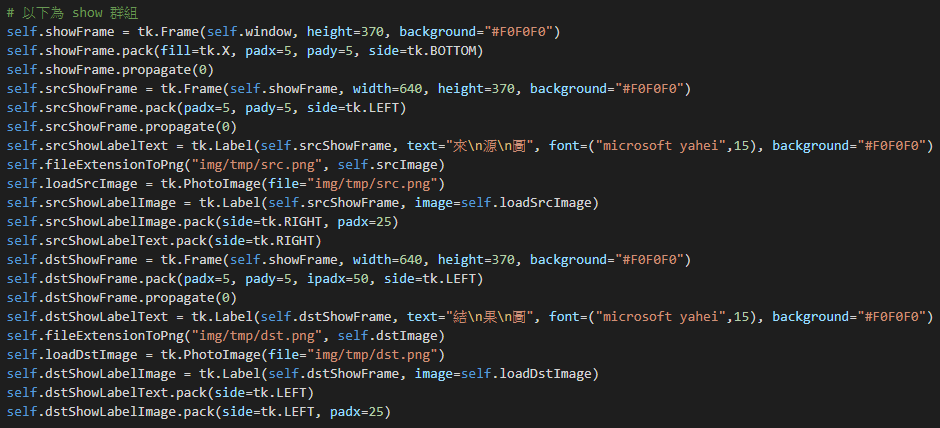 # 以下為 show 群組
self.showFrame = tk.Frame(self.window, height=370, background="#F0F0F0")
self.showFrame.pack(fill=tk.X, padx=5, pady=5, side=tk.BOTTOM)
self.showFrame.propagate(0)
self.srcShowFrame = tk.Frame(self.showFrame, width=640, height=370, background="#F0F0F0")
self.srcShowFrame.pack(padx=5, pady=5, side=tk.LEFT)
self.srcShowFrame.propagate(0)
self.srcShowLabelText = tk.Label(self.srcShowFrame, text="來\n源\n圖", font=("microsoft yahei",15), background="#F0F0F0")
self.fileExtensionToPng("img/tmp/src.png", self.srcImage)
self.loadSrcImage = tk.PhotoImage(file="img/tmp/src.png")
self.srcShowLabelImage = tk.Label(self.srcShowFrame, image=self.loadSrcImage)
self.srcShowLabelImage.pack(side=tk.RIGHT, padx=25)
self.srcShowLabelText.pack(side=tk.RIGHT)
self.dstShowFrame = tk.Frame(self.showFrame, width=640, height=370, background="#F0F0F0")
self.dstShowFrame.pack(padx=5, pady=5, ipadx=50, side=tk.LEFT)
self.dstShowFrame.propagate(0)
self.dstShowLabelText = tk.Label(self.dstShowFrame, text="結\n果\n圖", font=("microsoft yahei",15), background="#F0F0F0")
self.fileExtensionToPng("img/tmp/dst.png", self.dstImage)
self.loadDstImage = tk.PhotoImage(file="img/tmp/dst.png")
self.dstShowLabelImage = tk.Label(self.dstShowFrame, image=self.loadDstImage)
self.dstShowLabelText.pack(side=tk.LEFT)
self.dstShowLabelImage.pack(side=tk.LEFT, padx=25)